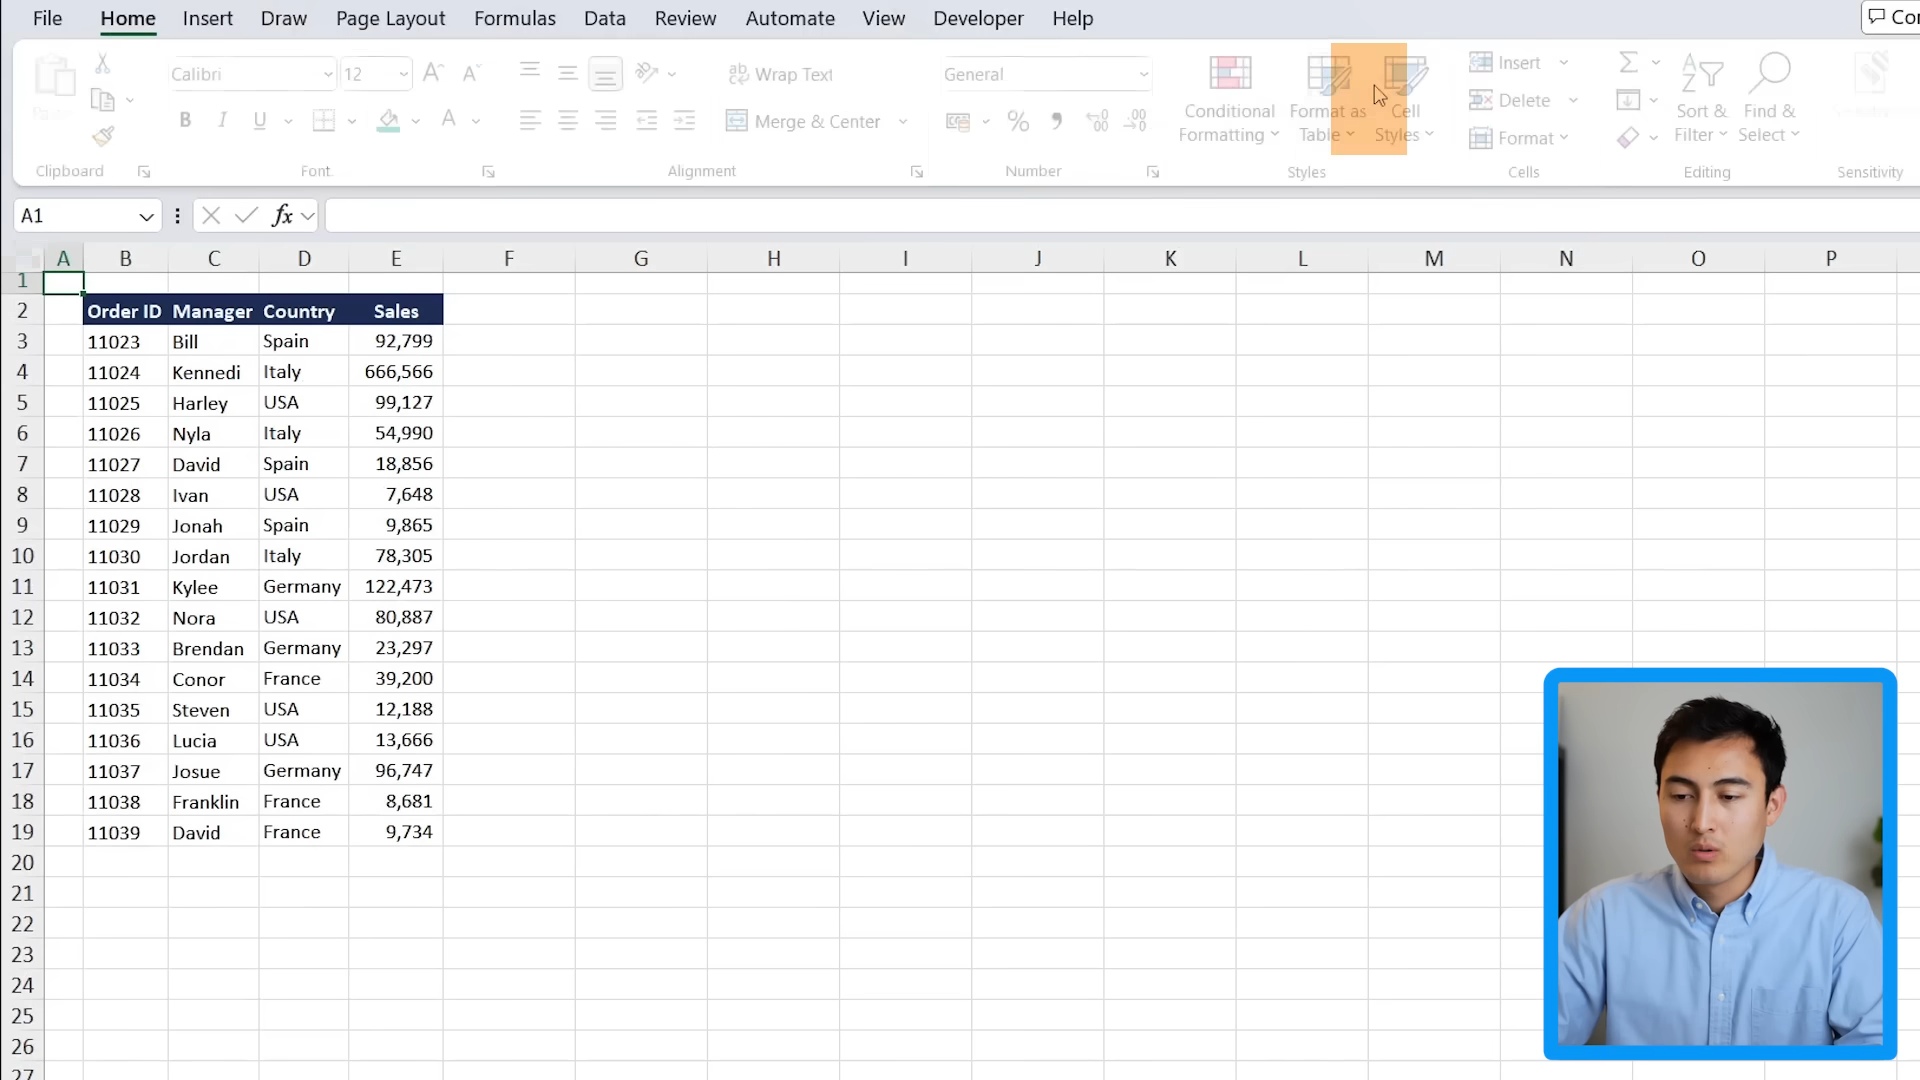 File Home Insert Draw Page Layout Formulas Data Review Automate View Developer Help
Calibri 12 Wrap Text General Insert
Conditional Format as Cell Delete Sort & Find &
B I U A Merge & Center % Formatting Table Styles Format Filter Select
Clipboard Font Alignment Number Styles Cells Editing Sensitivity
A1 fx
A B C D E F G H I J K L M N O P
1
2 Order ID Manager Country Sales
3 11023 Bill Spain 92,799
4 11024 Kennedi Italy 666,566
5 11025 Harley USA 99,127
6 11026 Nyla Italy 54,990
7 11027 David Spain 18,856
8 11028 Ivan USA 7,648
9 11029 Jonah Spain 9,865
10 11030 Jordan Italy 78,305
11 11031 Kylee Germany 122,473
12 11032 Nora USA 80,887
13 11033 Brendan Germany 23,297
14 11034 Conor France 39,200
15 11035 Steven USA 12,188
16 11036 Lucia USA 13,666
17 11037 Josue Germany 96,747
18 11038 Franklin France 8,681
19 11039 David France 9,734
20
21
22
23
24
25
26
27